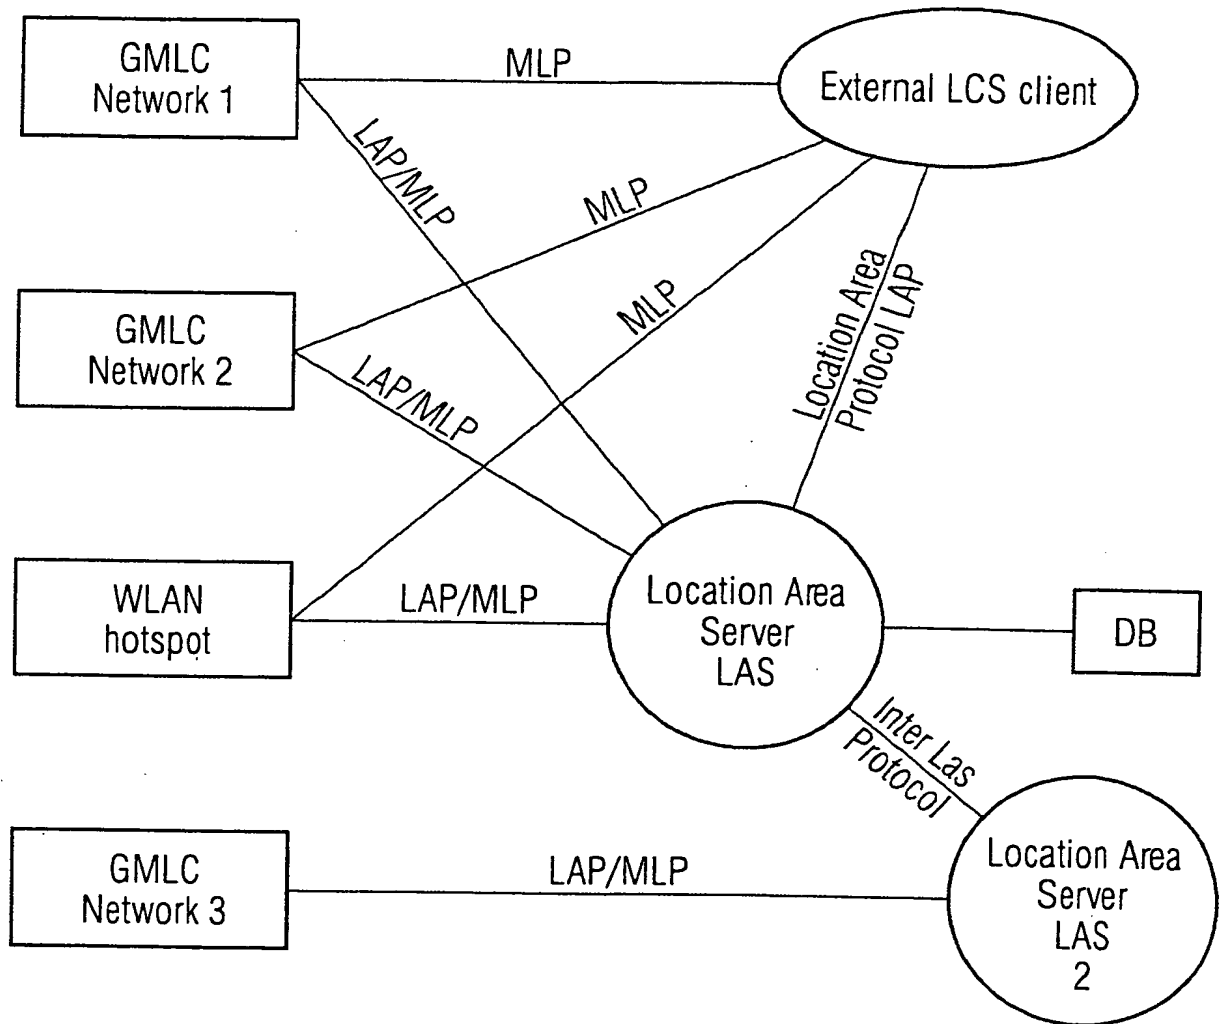 GMLC
Network 1
MLP
External LCS client
LAP/MLP
MLP
GMLC
Network 2
MLP
Location Area
Protocol LAP
LAP/MLP
WLAN
hotspot
LAP/MLP
Location Area
Server
LAS
DB
Inter Las
Protocol
GMLC
Network 3
LAP/MLP
Location Area
Server
LAS
2